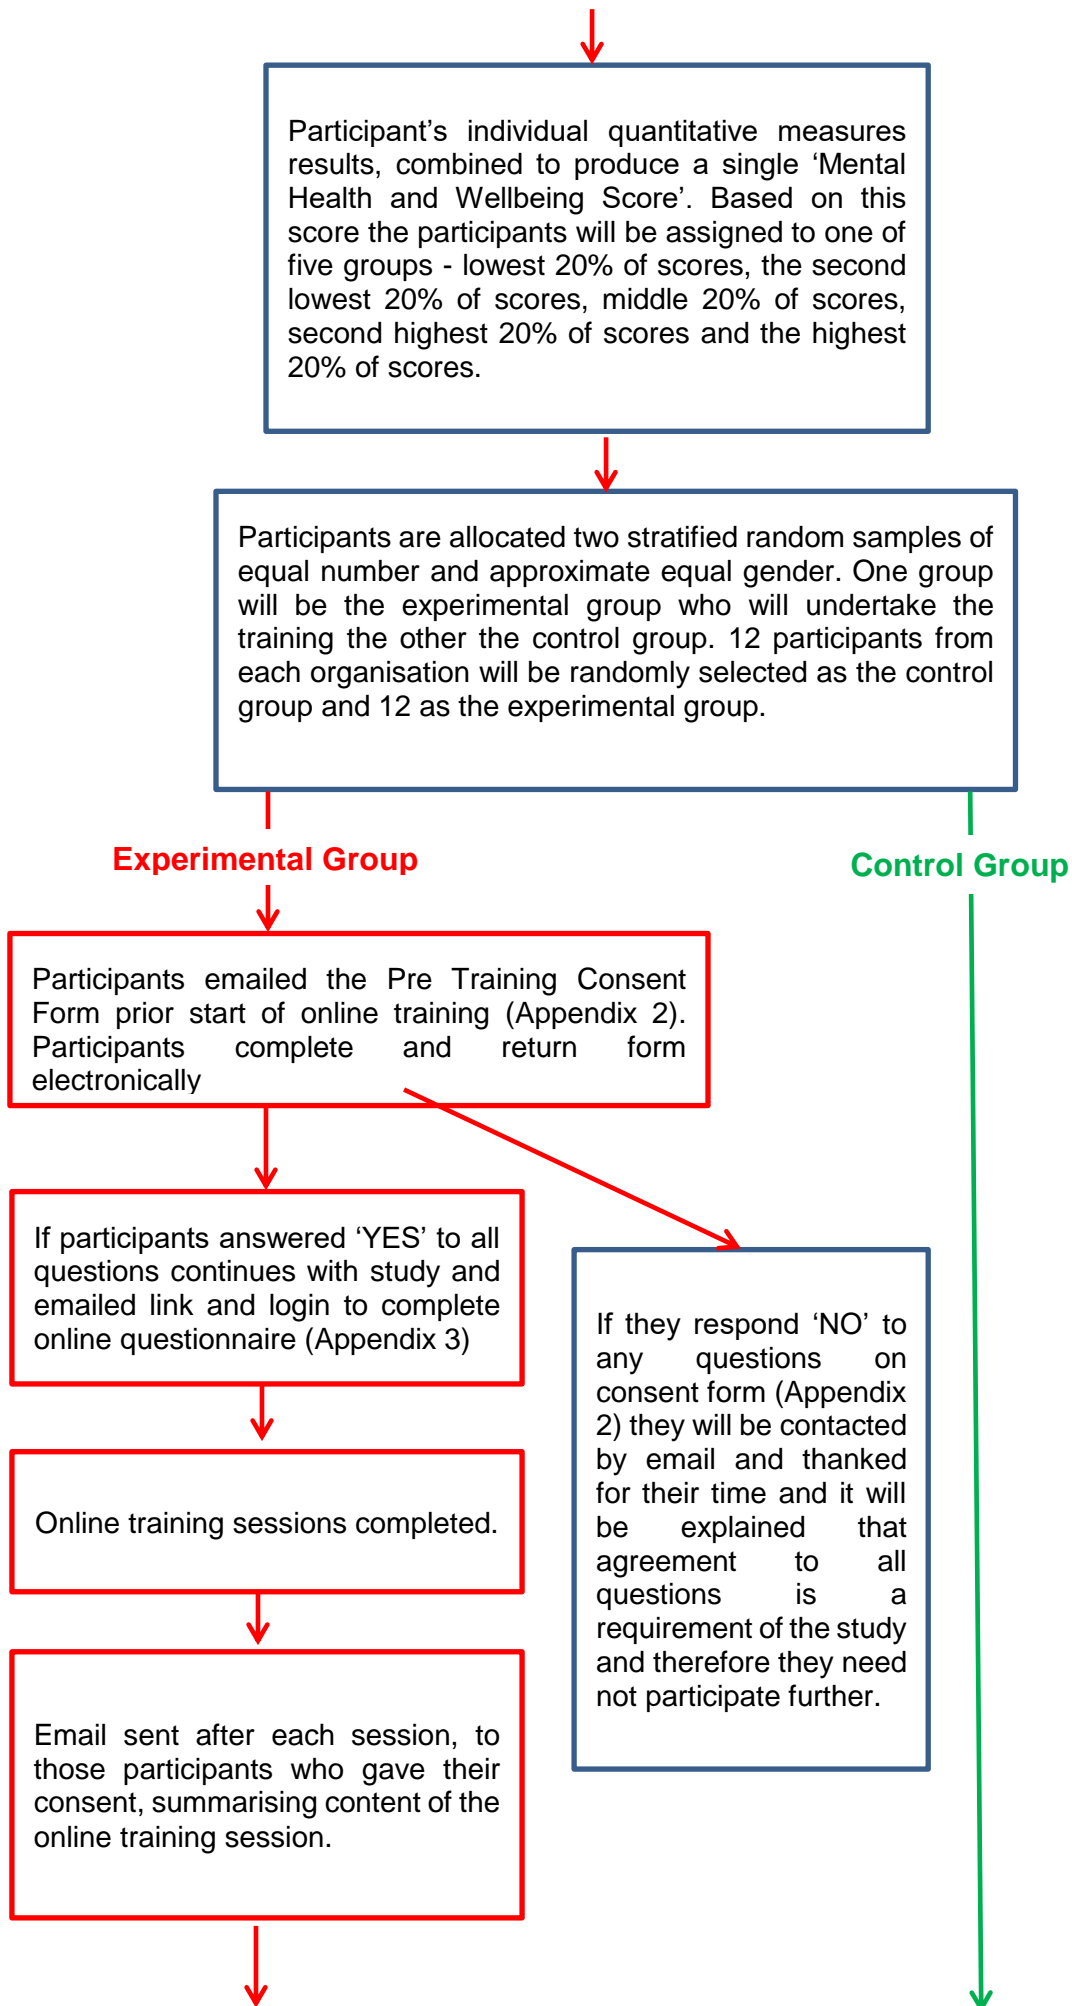 Participant’s individual quantitative measures
results, combined to produce a single ‘Mental
Health and Wellbeing Score’. Based on this
score the participants will be assigned to one of
five groups - lowest 20% of scores, the second
lowest 20% of scores, middle 20% of scores,
second highest 20% of scores and the highest
20% of scores.
Participants are allocated two stratified random samples of
equal number and approximate equal gender. One group
will be the experimental group who will undertake the
training the other the control group. 12 participants from
each organisation will be randomly selected as the control
group and 12 as the experimental group.
Experimental Group
Control Group
Participants emailed the Pre Training Consent
Form prior start of online training (Appendix 2).
Participants complete and return form
electronically
If participants answered ‘YES’ to all
questions continues with study and
emailed link and login to complete
online questionnaire (Appendix 3)
If they respond ‘NO’ to
any questions on
consent form (Appendix
2) they will be contacted
by email and thanked
for their time and it will
be explained that
agreement to all
questions is a
requirement of the study
and therefore they need
not participate further.
Online training sessions completed.
Email sent after each session, to
those participants who gave their
consent, summarising content of the
online training session.